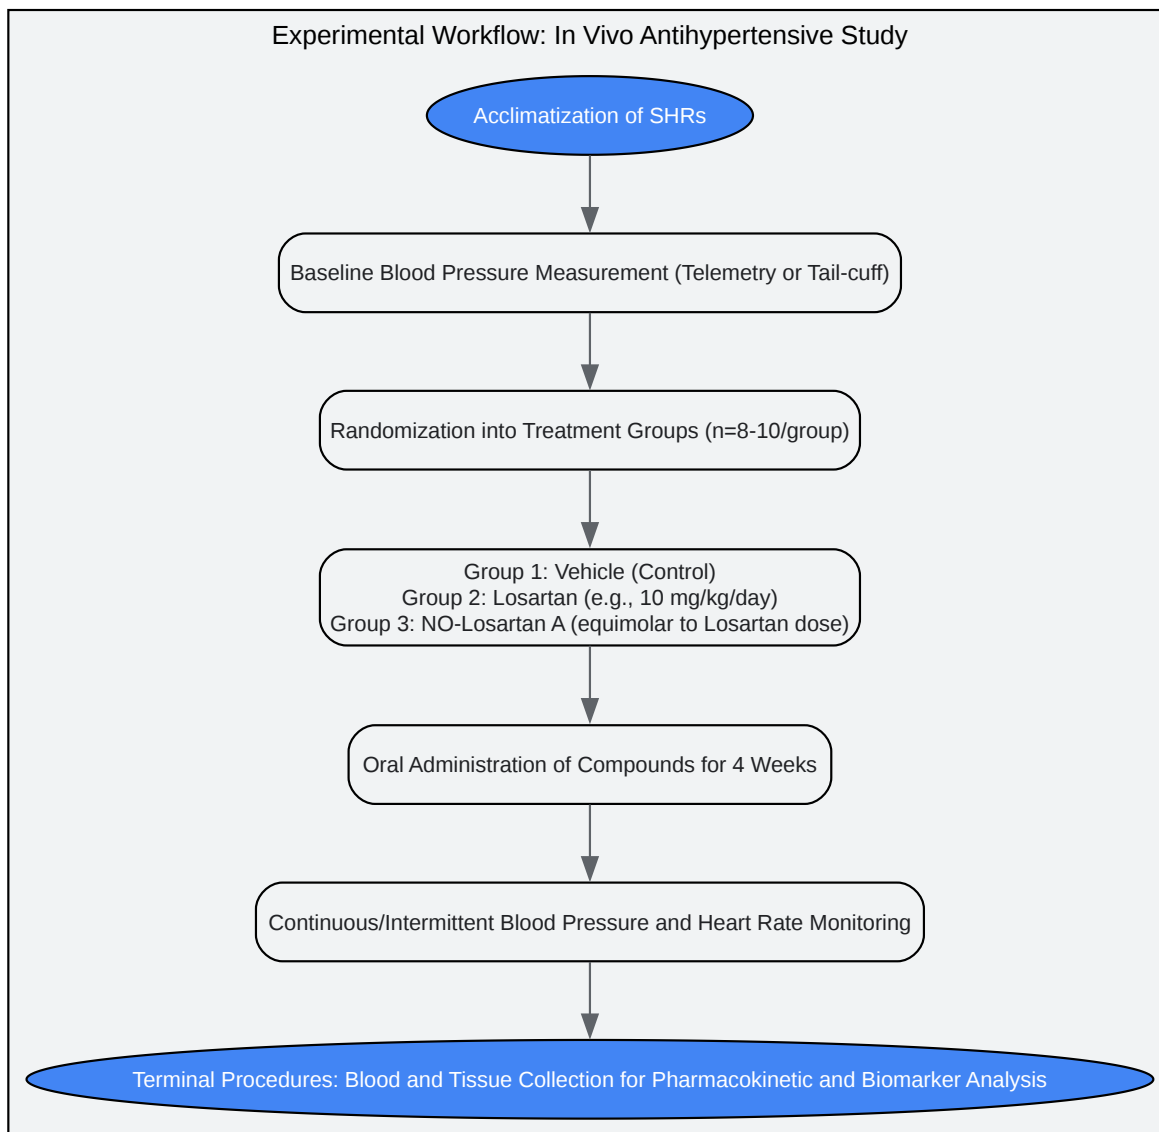 Experimental Workflow: In Vivo Antihypertensive Study
Acclimatization of SHRs
Baseline Blood Pressure Measurement (Telemetry or Tail-cuff)
Randomization into Treatment Groups (n=8-10/group)
Group 1: Vehicle (Control)
Group 2: Losartan (e.g., 10 mg/kg/day)
Group 3: NO-Losartan A (equimolar to Losartan dose)
Oral Administration of Compounds for 4 Weeks
Continuous/Intermittent Blood Pressure and Heart Rate Monitoring
Terminal Procedures: Blood and Tissue Collection for Pharmacokinetic and Biomarker Analysis